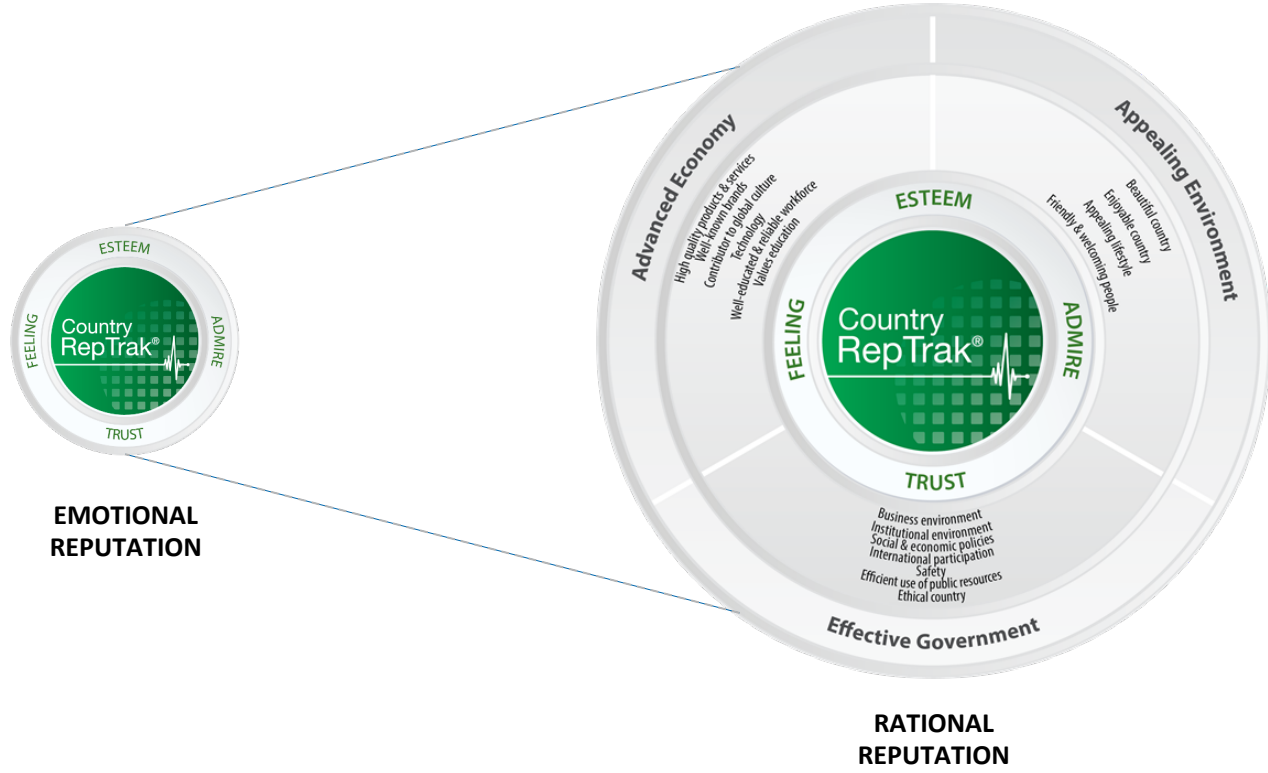 ESTEEM
FEELING
Country
RepTrak®
ADMIRE
TRUST
EMOTIONAL
REPUTATION
Advanced Economy
High quality products & services
Well-known brands
Contributor to global culture
Technology
Well-educated & reliable workforce
Values education
Appealing Environment
Beautiful country
Enjoyable country
Appealing lifestyle
Friendly & welcoming people
ESTEEM
FEELING
Country
RepTrak®
ADMIRE
TRUST
Business environment
Institutional environment
Social & economic policies
International participation
Safety
Efficient use of public resources
Ethical country
Effective Government
RATIONAL
REPUTATION